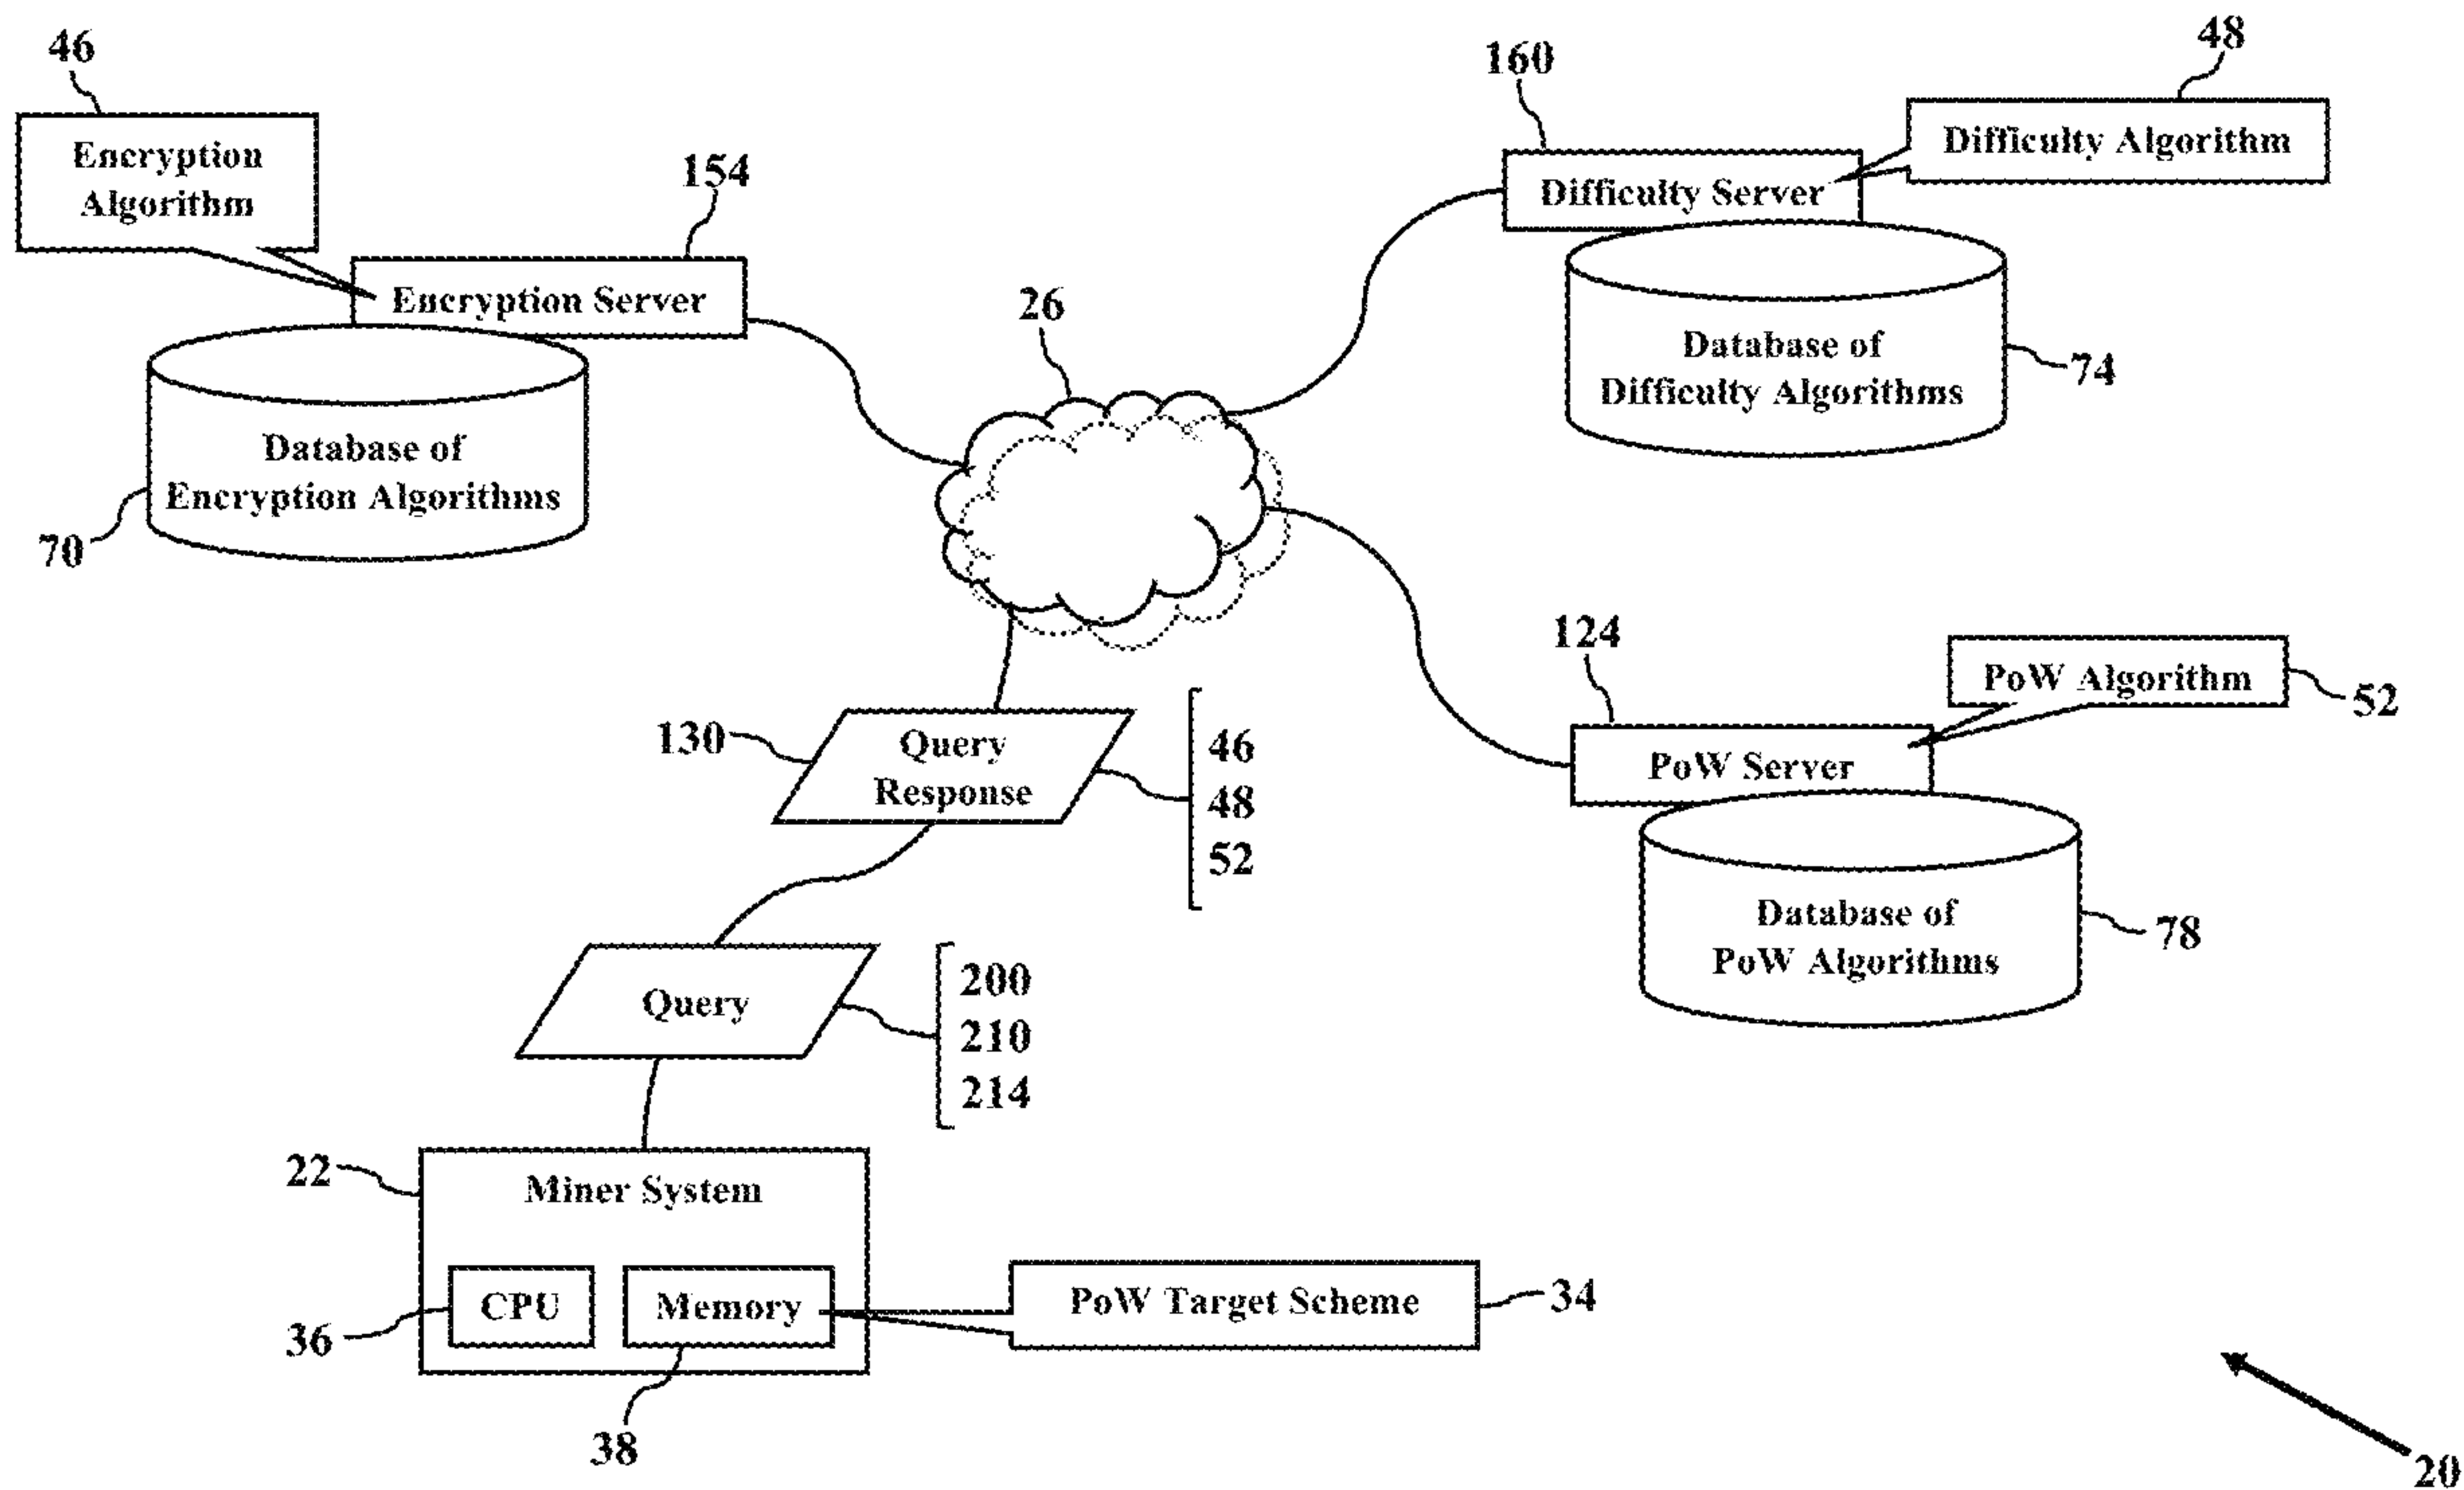 46
Encryption
Algorithm
154
Encryption Server
Database of
Encryption Algorithms
70
160
48
Difficulty Algorithm
Difficulty Server
Database of
Difficulty Algorithms
74
26
124
PoW Algorithm
52
PoW Server
Database of
PoW Algorithms
78
130
Query
Response
46
48
52
Query
200
210
214
22
Miner System
CPU
Memory
36
38
PoW Target Scheme
34
20